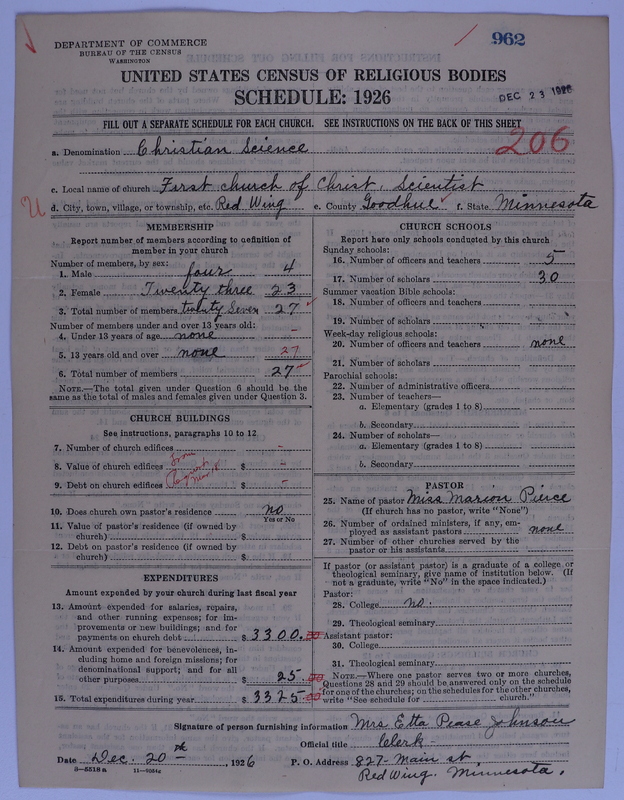 962
DEPARTMENT OF COMMERCE
BUREAU OF THE CENSUS
WASHINGTON
UNITED STATES CENSUS OF RELIGIOUS BODIES
SCHEDULE: 1926
DEC 23 1926
FILL OUT A SEPARATE SCHEDULE FOR EACH CHURCH. SEE INSTRUCTIONS ON THE BACK OF THIS SHEET
206
a. Denomination Christian Science
c. Local name of church First church of Christ, Scientist
d. City, town, village, or township, etc. Red Wing e. County Goodhue f. State Minnesota
MEMBERSHIP
Report number of members according to definition of
member in your church
Number of members, by sex:
1. Male four 4
2. Female Twenty three 23
3. Total number of members twenty Seven 27
Number of members under and over 13 years old:
4. Under 13 years of age none –
5. 13 years old and over none 27
6. Total number of members 27
NOTE.—The total given under Question 6 should be the
same as the total of males and females given under Question 3.
CHURCH BUILDINGS
See instructions, paragraphs 10 to 12
7. Number of church edifices –
8. Value of church edifices $ –
9. Debt on church edifices $ –
from
10. Does church own pastor's residence no
Yes or No
11. Value of pastor's residence (if owned by
church) $
12. Debt on pastor's residence (if owned by
church) $
EXPENDITURES
Amount expended by your church during last fiscal year
13. Amount expended for salaries, repairs,
and other running expenses; for im-
provements or new buildings; and for
payments on church debt $ 3300.00
14. Amount expended for benevolences, in-
cluding home and foreign missions; for
denominational support; and for all
other purposes $ 25.00
15. Total expenditures during year $ 3325.00
CHURCH SCHOOLS
Report here only schools conducted by this church
Sunday schools:
16. Number of officers and teachers 5
17. Number of scholars 30
Summer vacation Bible schools:
18. Number of officers and teachers
19. Number of scholars
Week-day religious schools:
20. Number of officers and teachers none
21. Number of scholars
Parochial schools:
22. Number of administrative officers
23. Number of teachers—
a. Elementary (grades 1 to 8)
b. Secondary
24. Number of scholars—
a. Elementary (grades 1 to 8)
b. Secondary
PASTOR
25. Name of pastor Miss Marion Pierce
(If church has no pastor, write "None")
26. Number of ordained ministers, if any, em-
ployed as assistant pastors none
27. Number of other churches served by the
pastor or his assistants
If pastor (or assistant pastor) is a graduate of a college or
theological seminary, give name of institution below. (If
not a graduate, write "No" in the space indicated.)
Pastor:
28. College no.
29. Theological seminary
Assistant pastor:
30. College
31. Theological seminary
NOTE.—Where one pastor serves two or more churches,
Questions 28 and 29 should be answered only on the schedule
for one of the churches; on the schedules for the other churches,
write "See schedule for church."
Signature of person furnishing information Mrs Etta Pease Johnson
Official title Clerk
Date Dec. 20th, 1926 P. O. Address 827- Main st
Red Wing. Minnesota.
3—5518 a 11—9234g